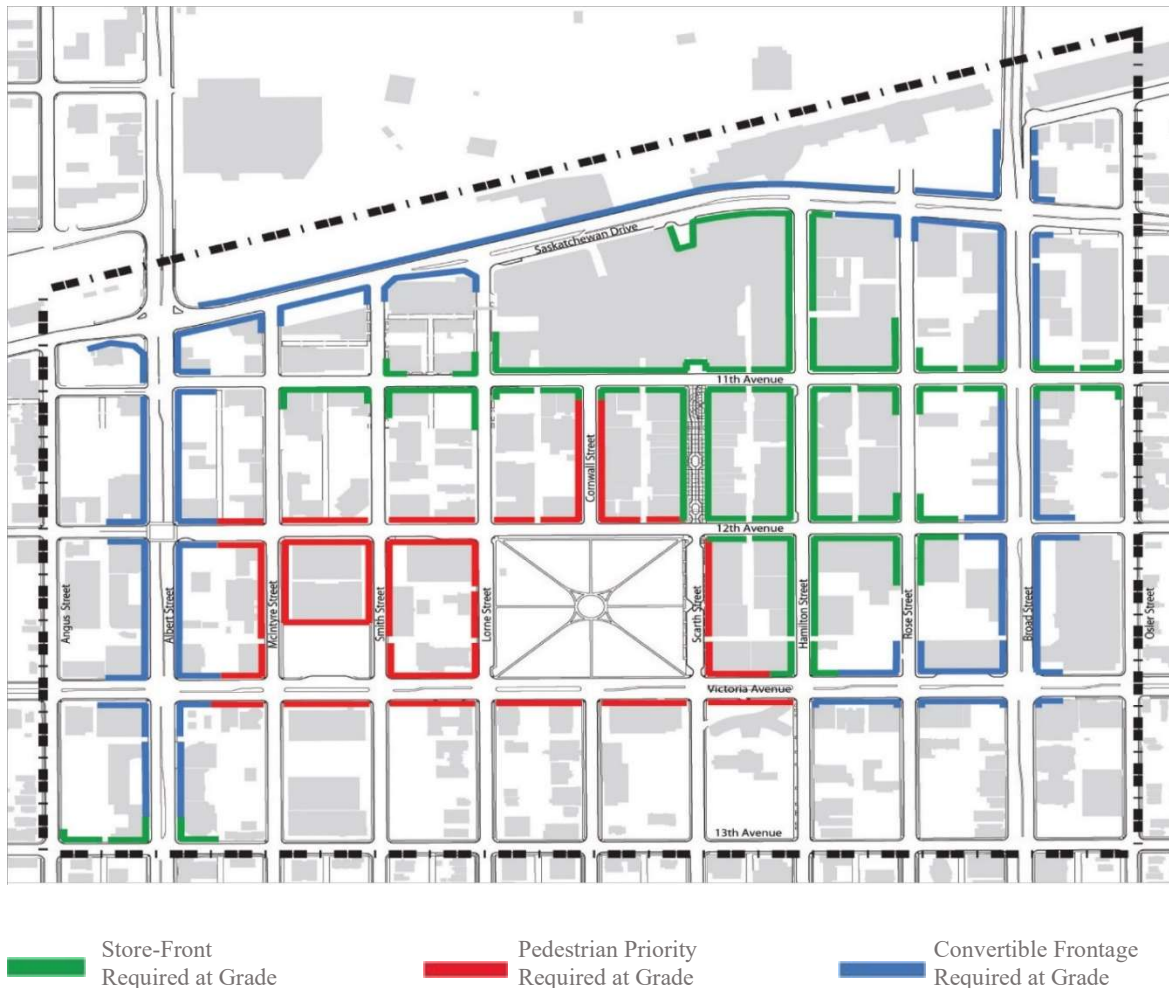 Saskatchewan Drive
11th Avenue
Cornwall Street
12th Avenue
Angus Street
Albert Street
McIntyre Street
Smith Street
Lorne Street
Scarth Street
Hamilton Street
Rose Street
Broad Street
Osler Street
Victoria Avenue
13th Avenue
Store-Front
Required at Grade
Pedestrian Priority
Required at Grade
Convertible Frontage
Required at Grade